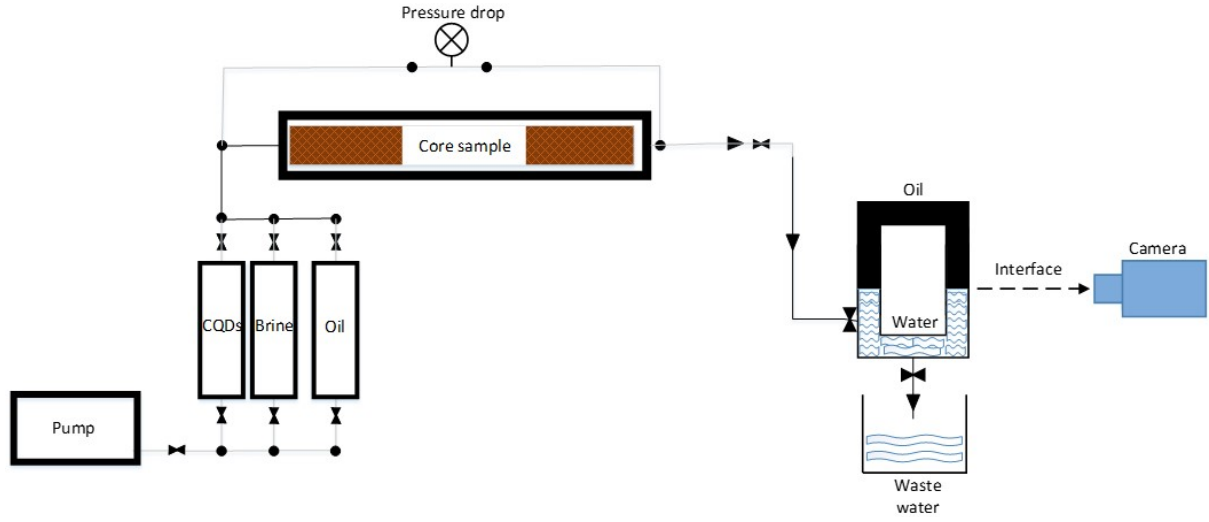 Pressure drop
Core sample
Oil
Camera
Interface
CQDs
Brine
Oil
Water
Pump
Waste
water